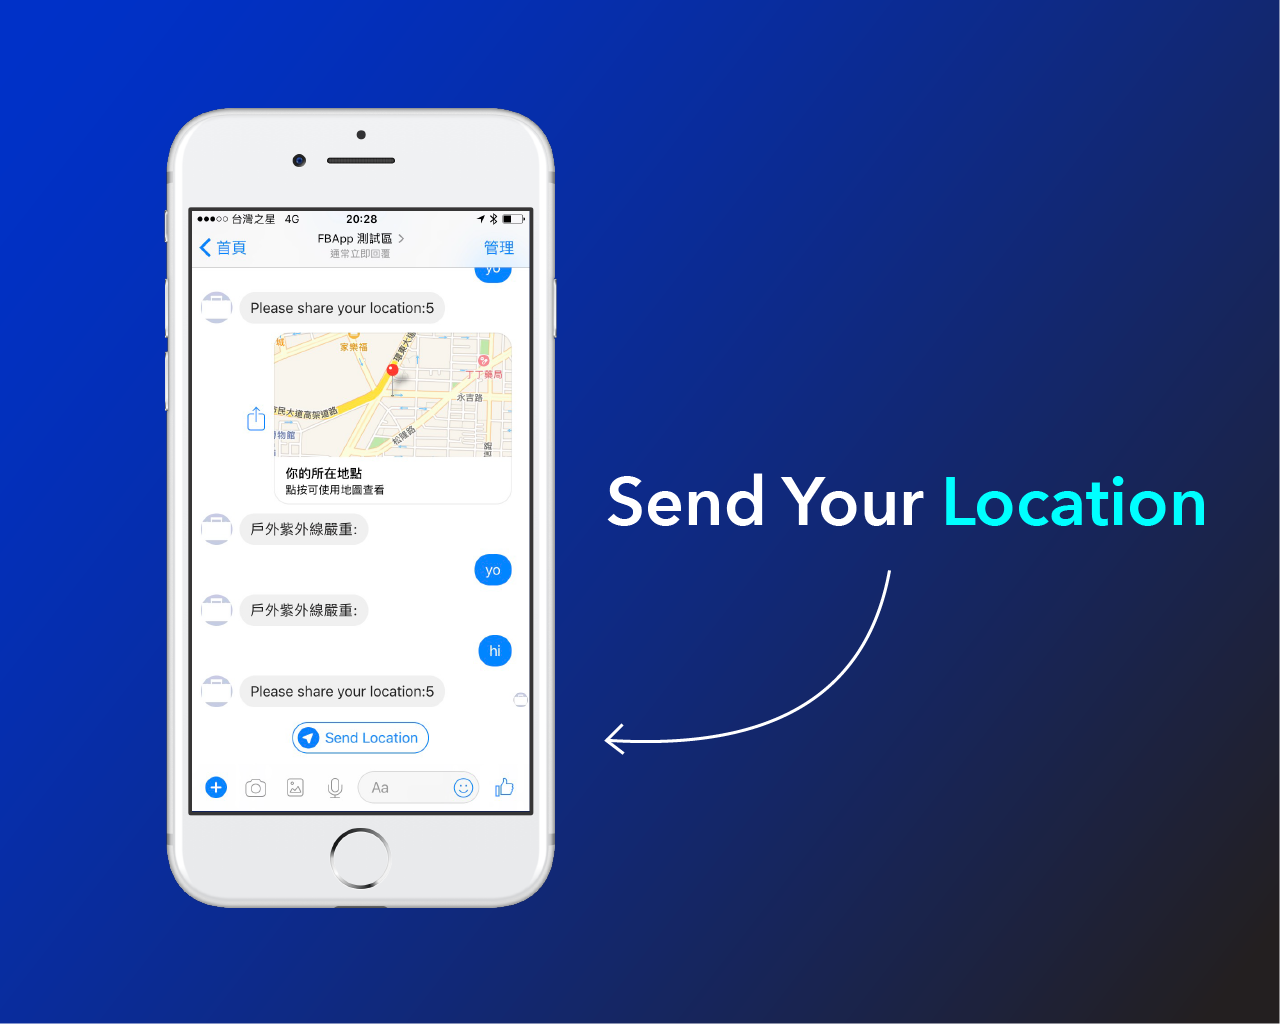 台灣之星 4G 20:28
首頁 FBApp 測試區 管理
通常立即回覆
yo
Please share your location:5
城
家樂福
環東大道
丁丁藥局
永吉路
市民大道高架道路
博物館
松隆路
你的所在地點
點按可使用地圖查看
戶外紫外線嚴重:
yo
戶外紫外線嚴重:
hi
Please share your location:5
Send Location
Aa
Send Your Location